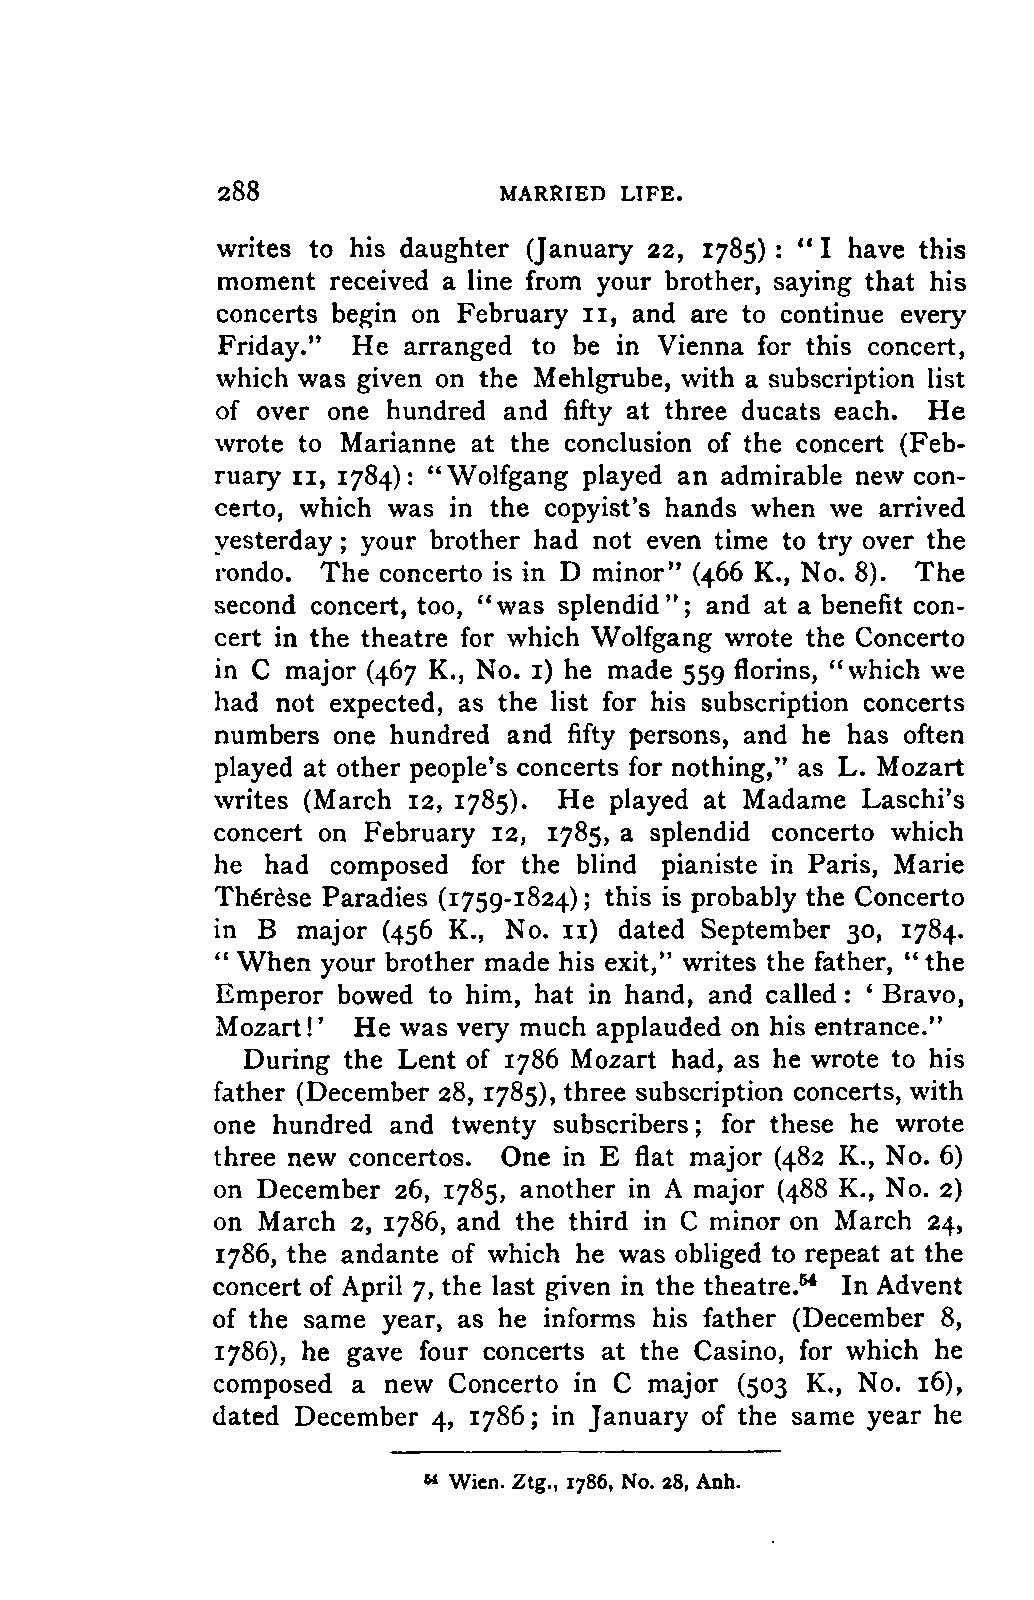 288 MARRIED LIFE.
writes to his daughter (January 22, 1785) : “I have this
moment received a line from your brother, saying that his
concerts begin on February 11, and are to continue every
Friday.” He arranged to be in Vienna for this concert,
which was given on the Mehlgrube, with a subscription list
of over one hundred and fifty at three ducats each. He
wrote to Marianne at the conclusion of the concert (Feb-
ruary 11, 1784): “Wolfgang played an admirable new con-
certo, which was in the copyist’s hands when we arrived
yesterday ; your brother had not even time to try over the
rondo. The concerto is in D minor” (466 K., No. 8). The
second concert, too, “was splendid”; and at a benefit con-
cert in the theatre for which Wolfgang wrote the Concerto
in C major (467 K., No. 1) he made 559 florins, “which we
had not expected, as the list for his subscription concerts
numbers one hundred and fifty persons, and he has often
played at other people’s concerts for nothing,” as L. Mozart
writes (March 12, 1785). He played at Madame Laschi’s
concert on February 12, 1785, a splendid concerto which
he had composed for the blind pianiste in Paris, Marie
Thérèse Paradies (1759-1824) ; this is probably the Concerto
in B major (456 K., No. 11) dated September 30, 1784.
“ When your brother made his exit,” writes the father, “the
Emperor bowed to him, hat in hand, and called : ‘ Bravo,
Mozart!’ He was very much applauded on his entrance.”
During the Lent of 1786 Mozart had, as he wrote to his
father (December 28, 1785), three subscription concerts, with
one hundred and twenty subscribers ; for these he wrote
three new concertos. One in E flat major (482 K., No. 6)
on December 26, 1785, another in A major (488 K., No. 2)
on March 2, 1786, and the third in C minor on March 24,
1786, the andante of which he was obliged to repeat at the
concert of April 7, the last given in the theatre.⁵⁴ In Advent
of the same year, as he informs his father (December 8,
1786), he gave four concerts at the Casino, for which he
composed a new Concerto in C major (503 K., No. 16),
dated December 4, 1786 ; in January of the same year he
⁵⁴ Wien. Ztg., 1786, No. 28, Anh.